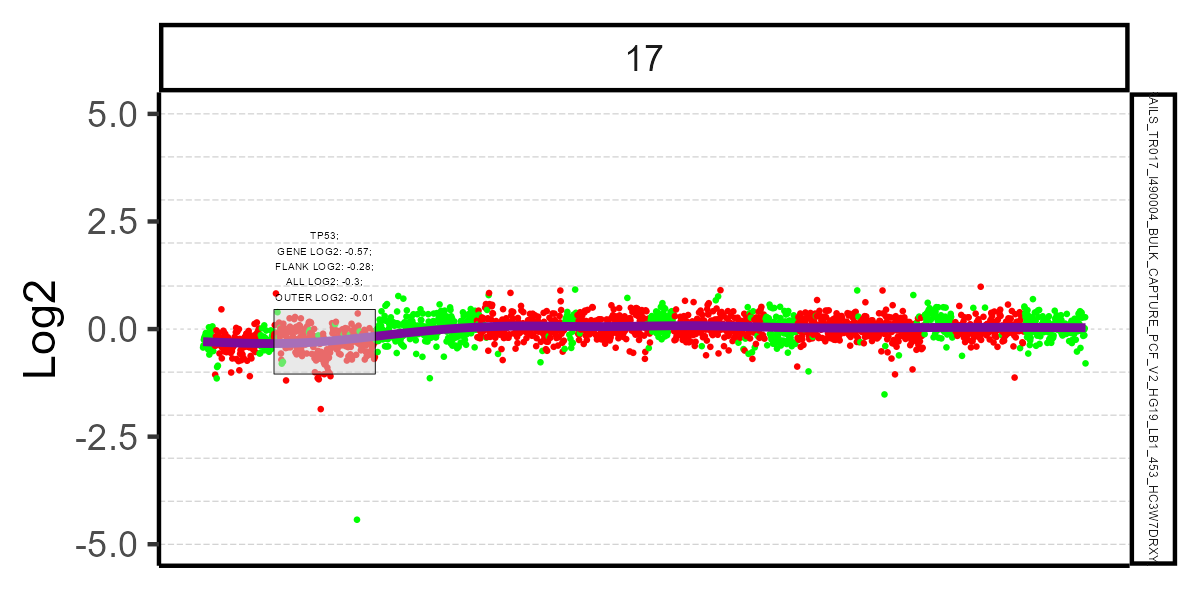 17
5.0
2.5
0.0
-2.5
-5.0
Log2
TP53;
GENE LOG2: -0.57;
FLANK LOG2: -0.28;
ALL LOG2: -0.3;
OUTER LOG2: -0.01
AILS_TR017_I490004_BULK_CAPTURE_PCF_V2_HG19_LB1_453_HC3W7DRXY